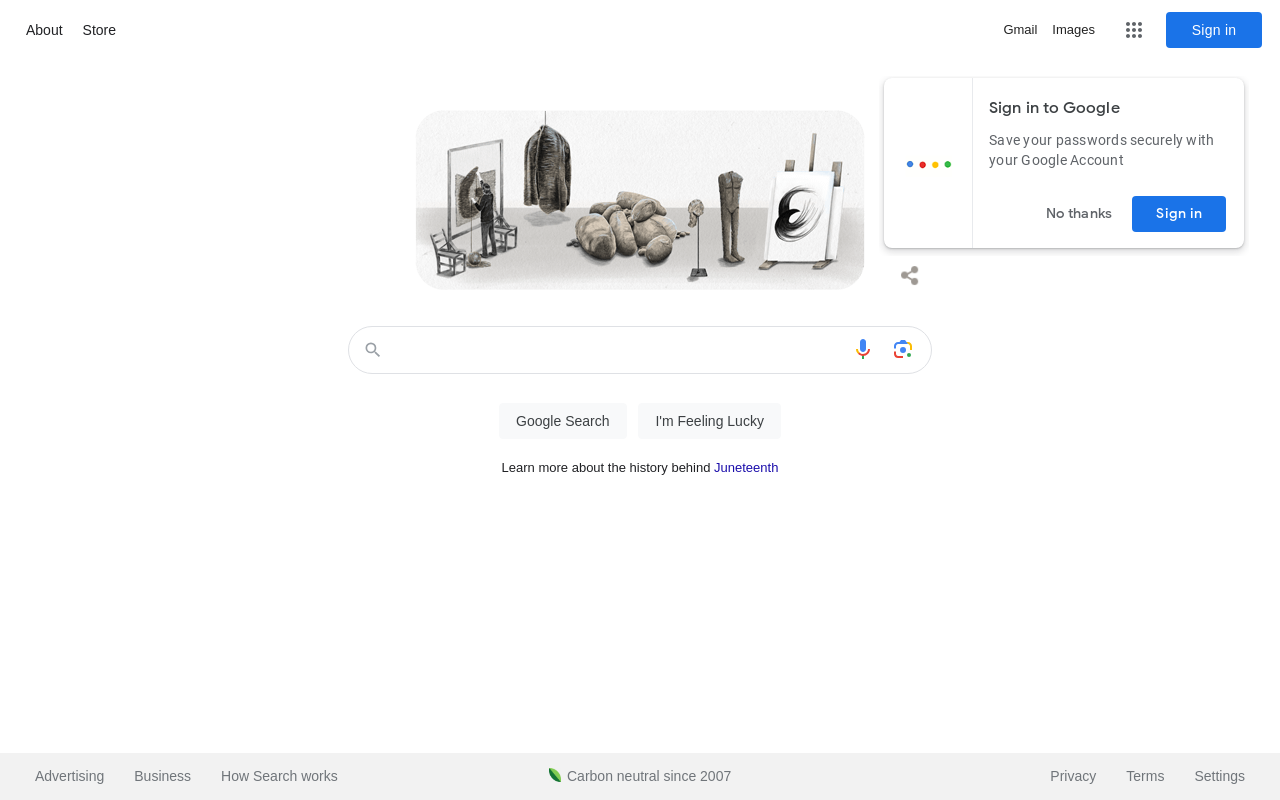 About Store
Gmail Images Sign in
Sign in to Google
Save your passwords securely with
your Google Account
No thanks Sign in
Google Search I'm Feeling Lucky
Learn more about the history behind Juneteenth
Advertising Business How Search works
Carbon neutral since 2007
Privacy Terms Settings